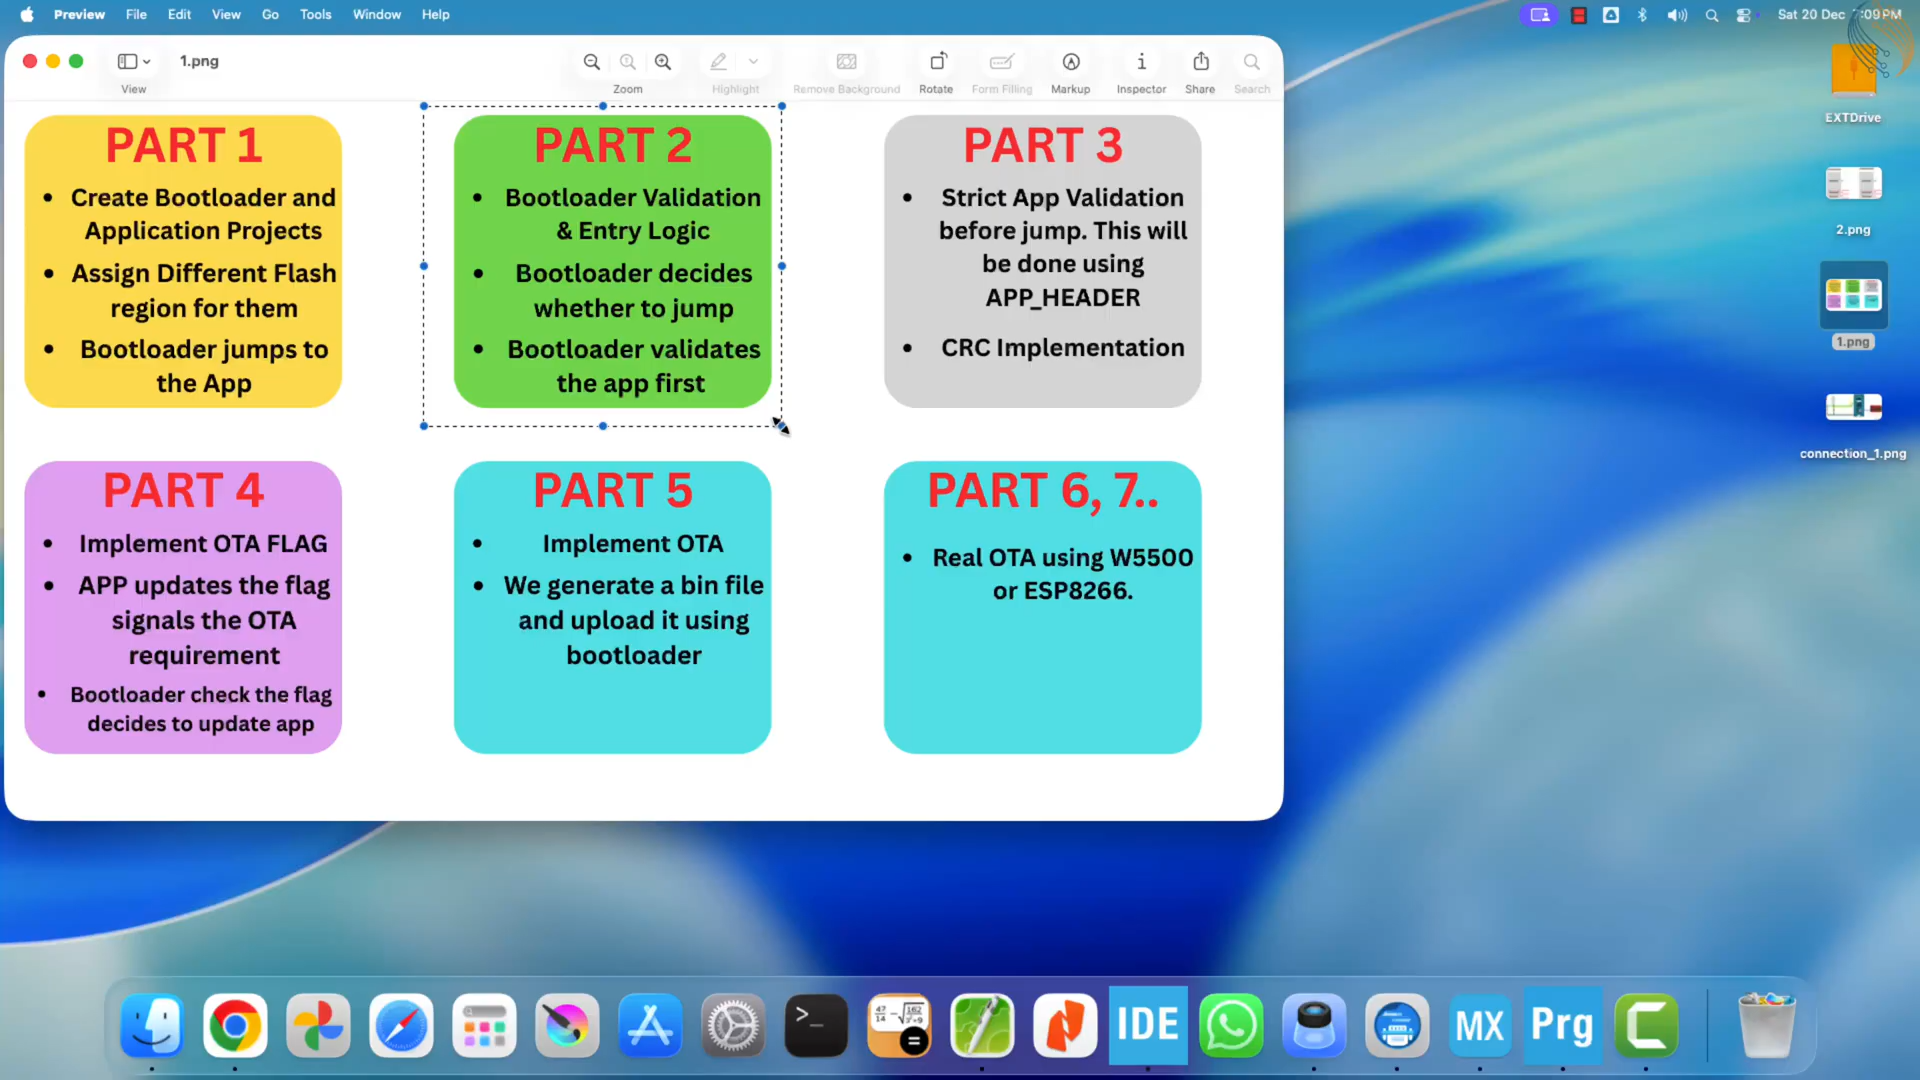 Preview File Edit View Go Tools Window Help
Sat 20 Dec :09 PM
1.png
View
Zoom
Highlight
Remove Background
Rotate
Form Filling
Markup
Inspector
Share
Search
PART 1
• Create Bootloader and
Application Projects
• Assign Different Flash
region for them
• Bootloader jumps to
the App
PART 2
• Bootloader Validation
& Entry Logic
• Bootloader decides
whether to jump
• Bootloader validates
the app first
PART 3
• Strict App Validation
before jump. This will
be done using
APP_HEADER
• CRC Implementation
PART 4
• Implement OTA FLAG
• APP updates the flag
signals the OTA
requirement
• Bootloader check the flag
decides to update app
PART 5
• Implement OTA
• We generate a bin file
and upload it using
bootloader
PART 6, 7..
• Real OTA using W5500
or ESP8266.
EXTDrive
2.png
1.png
connection_1.png
IDE
MX
Prg